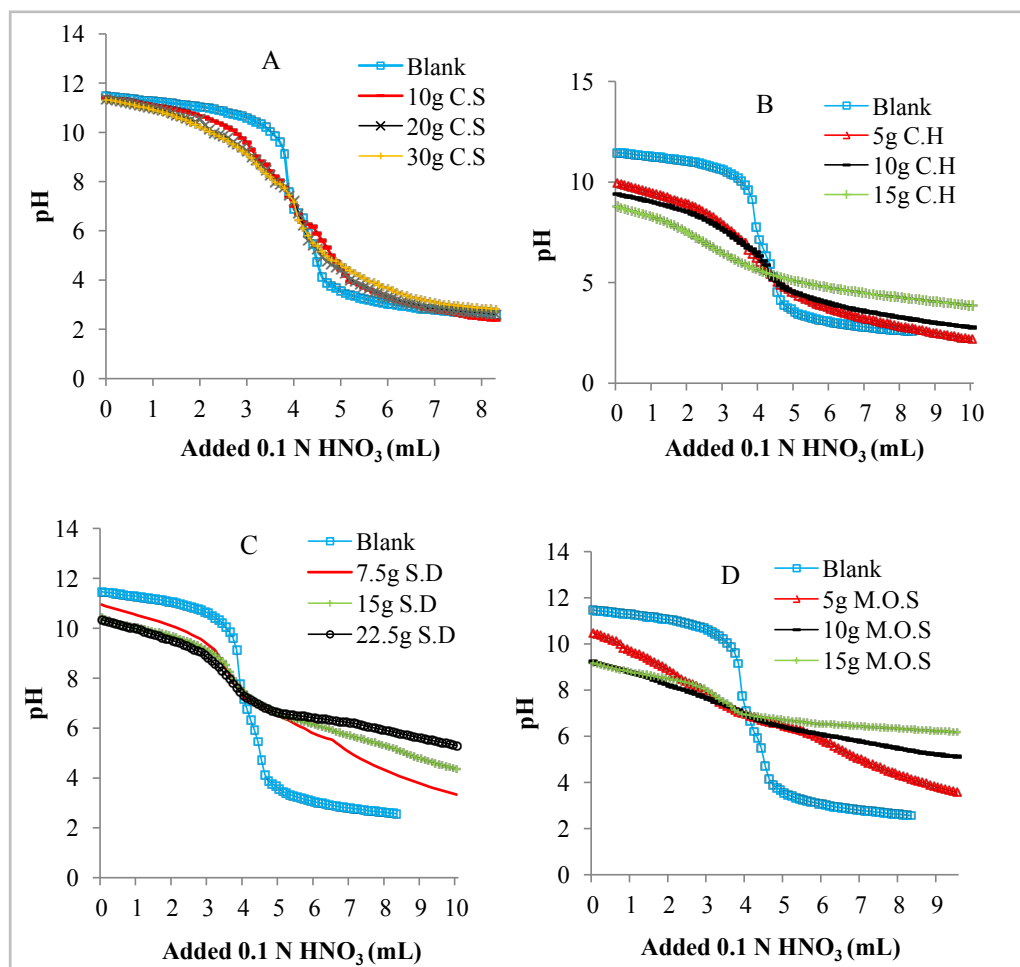 A
Blank
10g C.S
20g C.S
30g C.S
14
12
10
8
6
4
2
0
pH
0 1 2 3 4 5 6 7 8
Added 0.1 N HNO₃ (mL)
B
Blank
5g C.H
10g C.H
15g C.H
15
10
5
0
pH
0 1 2 3 4 5 6 7 8 9 10
Added 0.1 N HNO₃ (mL)
C
Blank
7.5g S.D
15g S.D
22.5g S.D
14
12
10
8
6
4
2
0
pH
0 1 2 3 4 5 6 7 8 9 10
Added 0.1 N HNO₃ (mL)
D
Blank
5g M.O.S
10g M.O.S
15g M.O.S
14
12
10
8
6
4
2
0
pH
0 1 2 3 4 5 6 7 8 9
Added 0.1 N HNO₃ (mL)